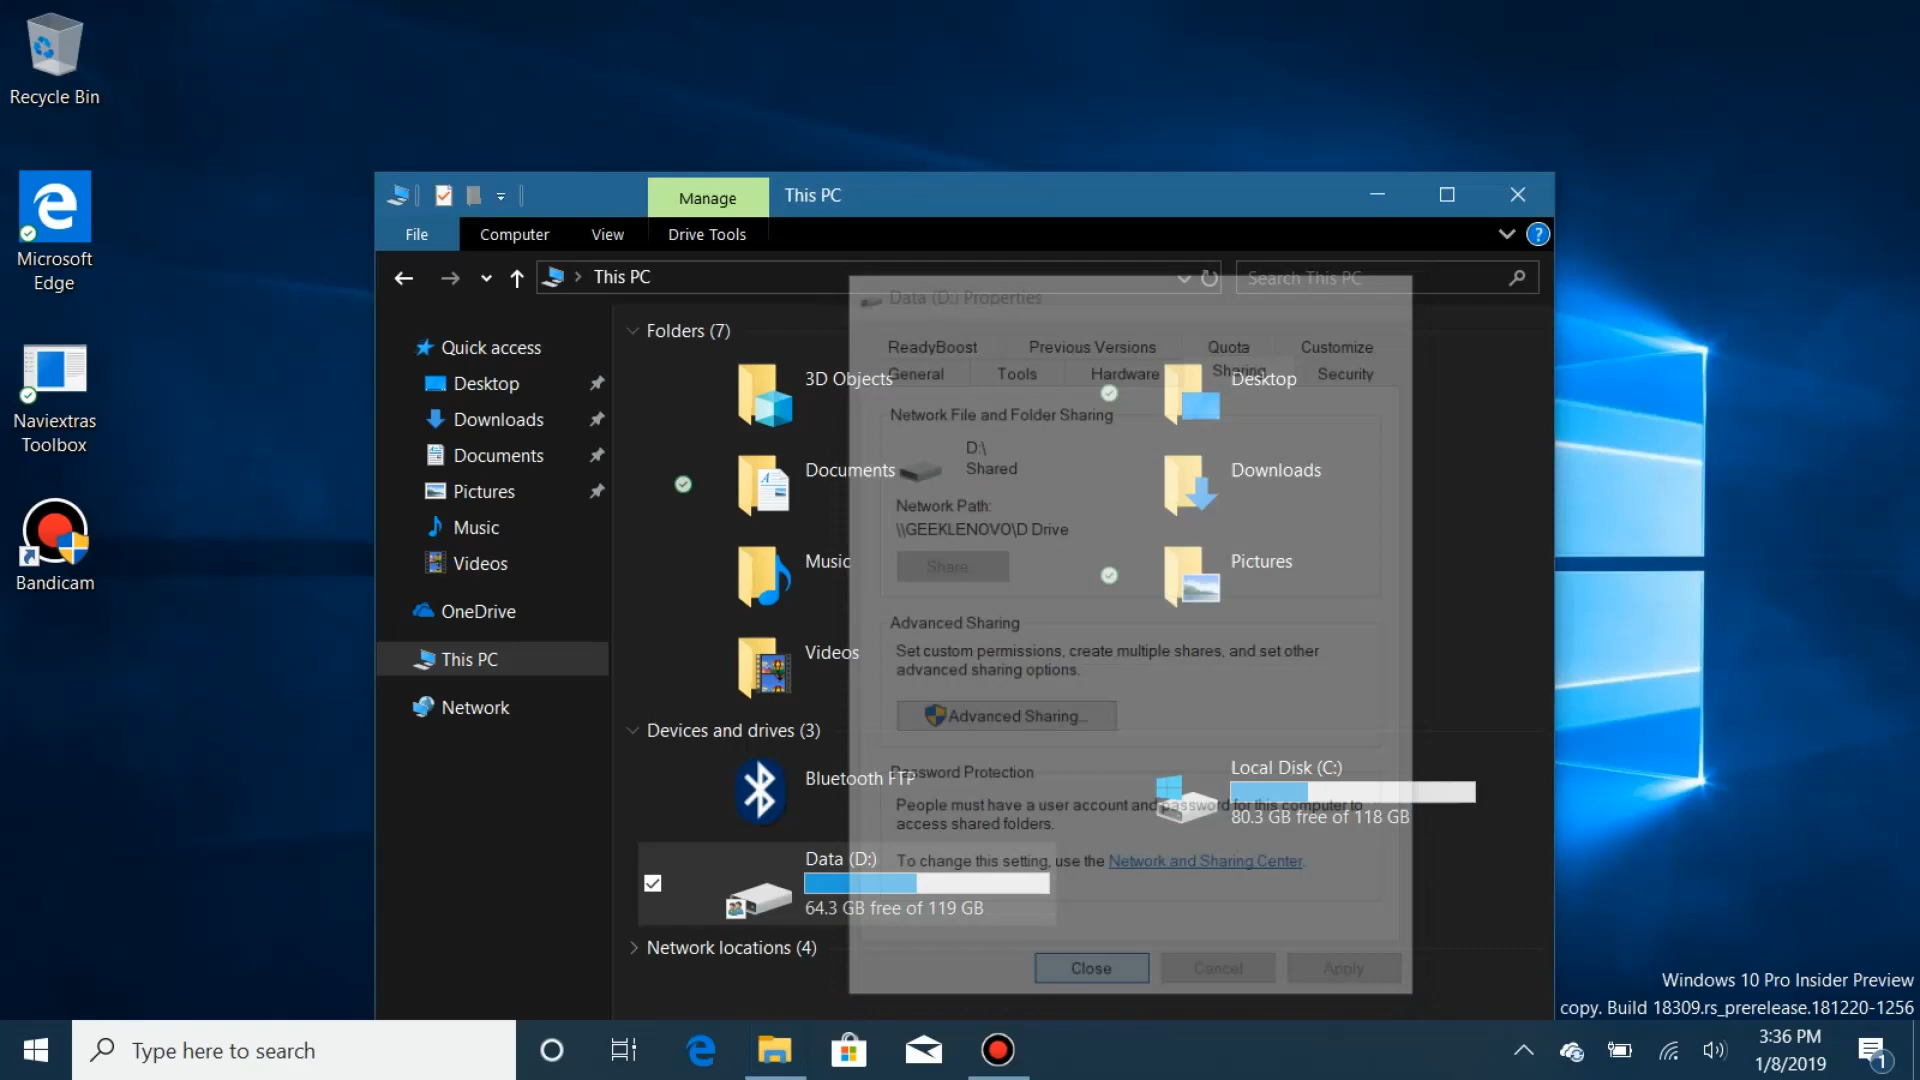 Recycle Bin
Microsoft
Edge
Naviextras
Toolbox
Bandicam
Manage
This PC
File
Computer
View
Drive Tools
This PC
Search This PC
Quick access
Desktop
Downloads
Documents
Pictures
Music
Videos
OneDrive
This PC
Network
Folders (7)
3D Objects
Desktop
Documents
Downloads
Music
Pictures
Videos
Devices and drives (3)
Bluetooth FTP
Local Disk (C:)
80.3 GB free of 118 GB
Data (D:)
64.3 GB free of 119 GB
Network locations (4)
Data (D:) Properties
ReadyBoost
Previous Versions
Quota
Customize
General
Tools
Hardware
Sharing
Security
Network File and Folder Sharing
D:\
Shared
Network Path:
\\GEEKLENOVO\D Drive
Share...
Advanced Sharing
Set custom permissions, create multiple shares, and set other
advanced sharing options.
Advanced Sharing...
Password Protection
People must have a user account and password for this computer to
access shared folders.
To change this setting, use the Network and Sharing Center.
Close
Cancel
Apply
Windows 10 Pro Insider Preview
copy. Build 18309.rs_prerelease.181220-1256
Type here to search
3:36 PM
1/8/2019
1